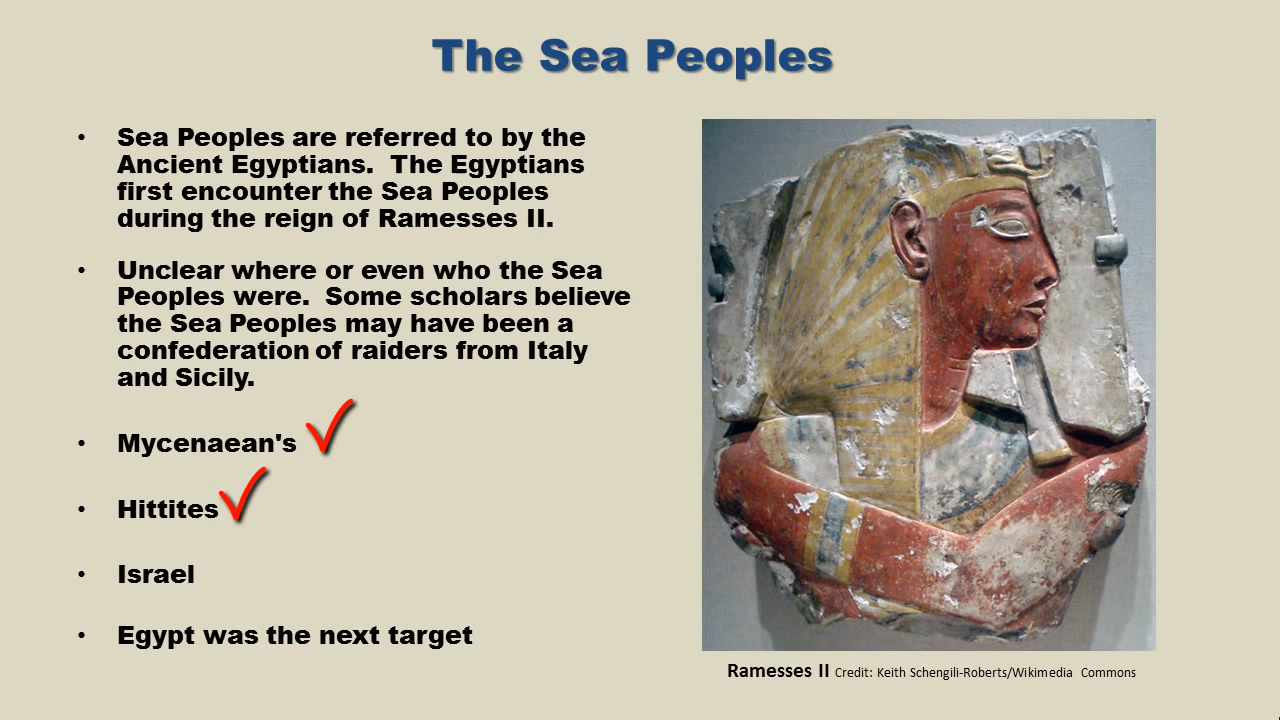 The Sea Peoples
• Sea Peoples are referred to by the
Ancient Egyptians.  The Egyptians
first encounter the Sea Peoples
during the reign of Ramesses II.
• Unclear where or even who the Sea
Peoples were.  Some scholars believe
the Sea Peoples may have been a
confederation of raiders from Italy
and Sicily.
• Mycenaean's
• Hittites
• Israel
• Egypt was the next target
Ramesses II Credit: Keith Schengili-Roberts/Wikimedia Commons